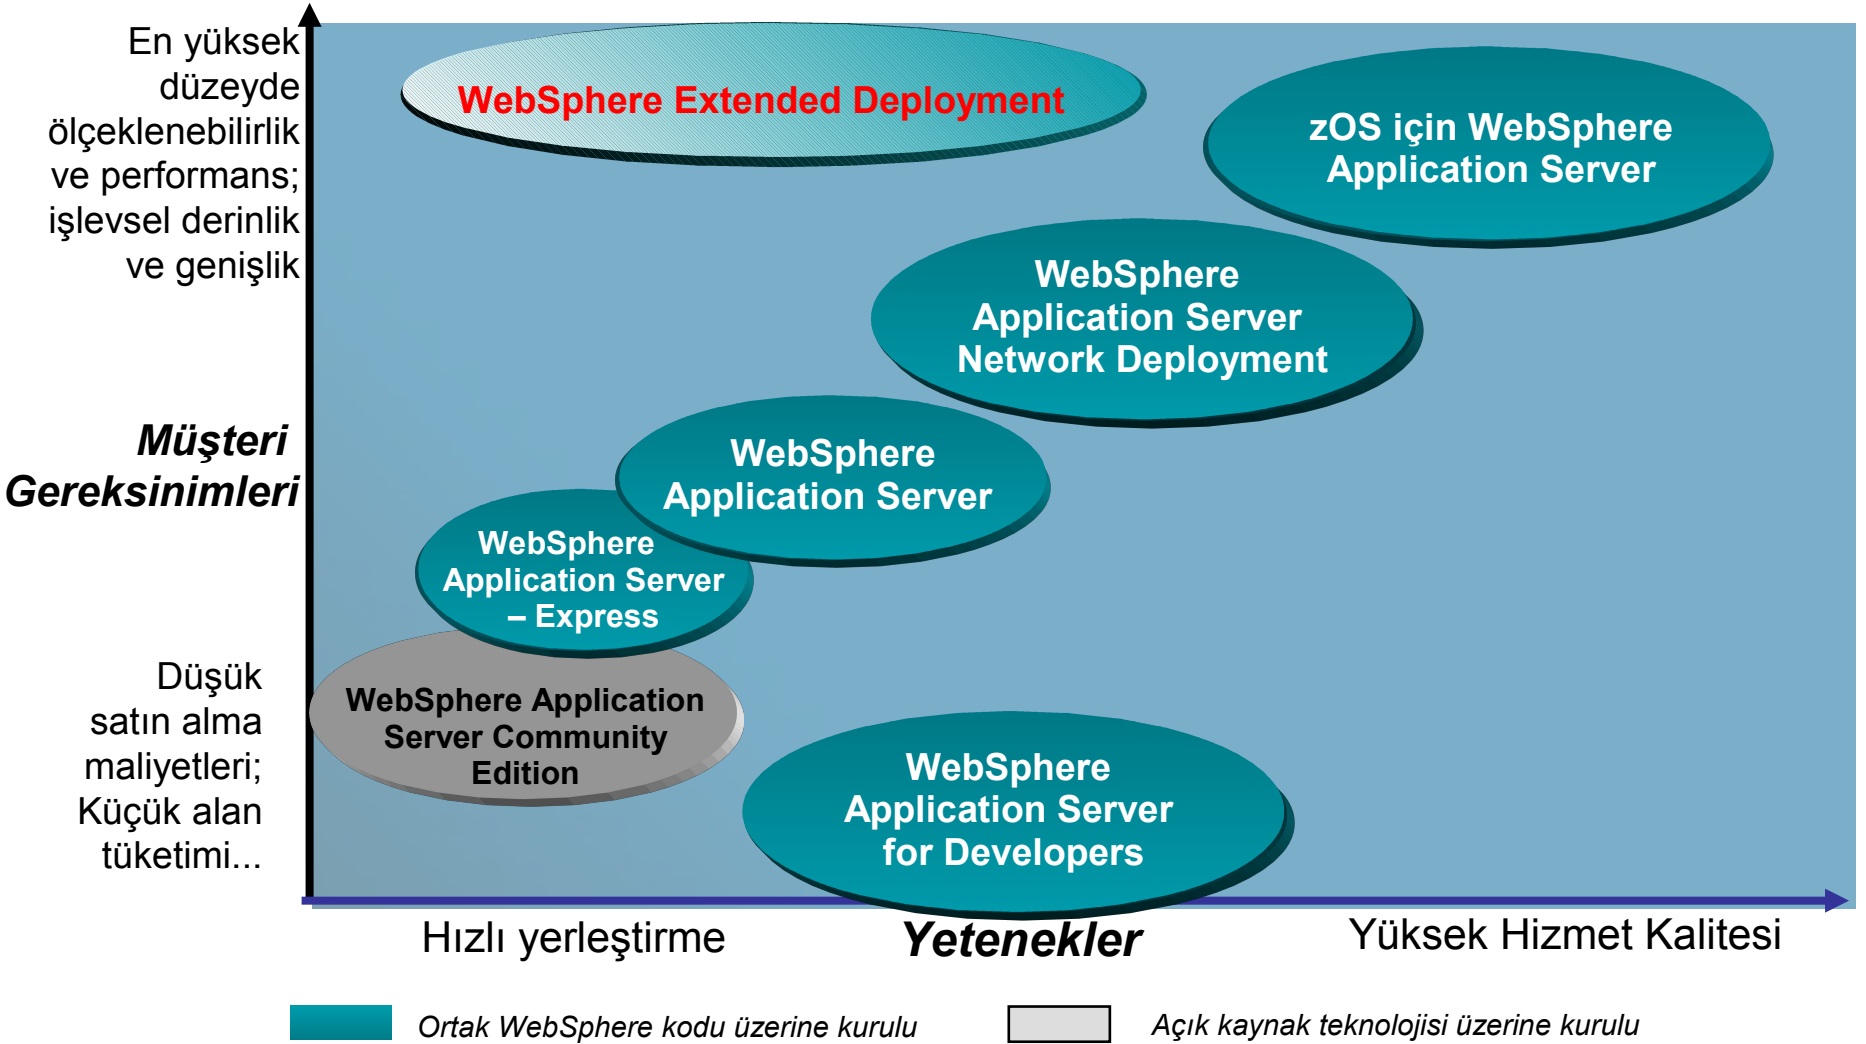 En yüksek
düzeyde
ölçeklenebilirlik
ve performans;
işlevsel derinlik
ve genişlik
WebSphere Extended Deployment
zOS için WebSphere
Application Server
WebSphere
Application Server
Network Deployment
Müşteri
Gereksinimleri
WebSphere
Application Server
WebSphere
Application Server
– Express
Düşük
satın alma
maliyetleri;
Küçük alan
tüketimi...
WebSphere Application
Server Community
Edition
WebSphere
Application Server
for Developers
Hızlı yerleştirme
Yetenekler
Yüksek Hizmet Kalitesi
Ortak WebSphere kodu üzerine kurulu
Açık kaynak teknolojisi üzerine kurulu